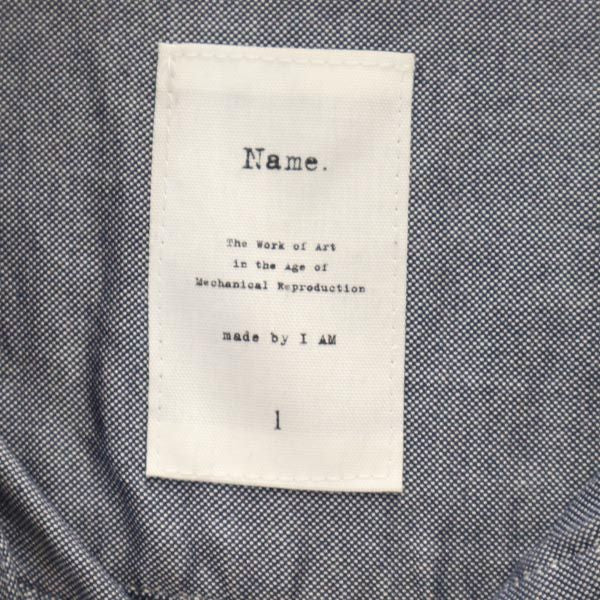 Name.
The Work of Art
in the Age of
Mechanical Reproduction
made by I AM
1